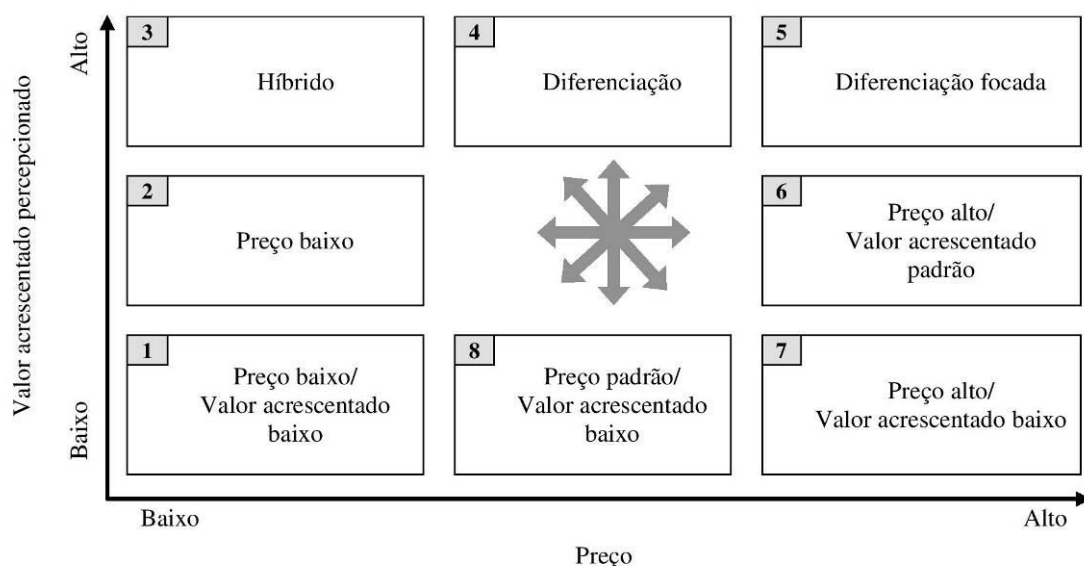 Valor acrescentado percepcionado
Alto
Baixo
3
Híbrido
4
Diferenciação
5
Diferenciação focada
2
Preço baixo
6
Preço alto/
Valor acrescentado
padrão
1
Preço baixo/
Valor acrescentado
baixo
8
Preço padrão/
Valor acrescentado
baixo
7
Preço alto/
Valor acrescentado baixo
Baixo
Alto
Preço